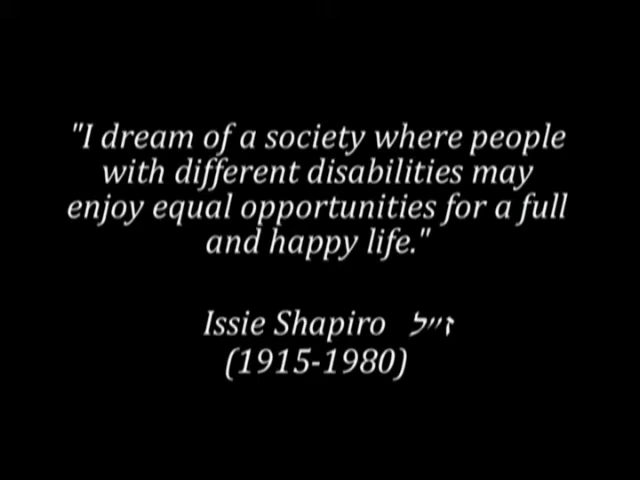 "I dream of a society where people
with different disabilities may
enjoy equal opportunities for a full
and happy life."
Issie Shapiro ז״ל
(1915-1980)